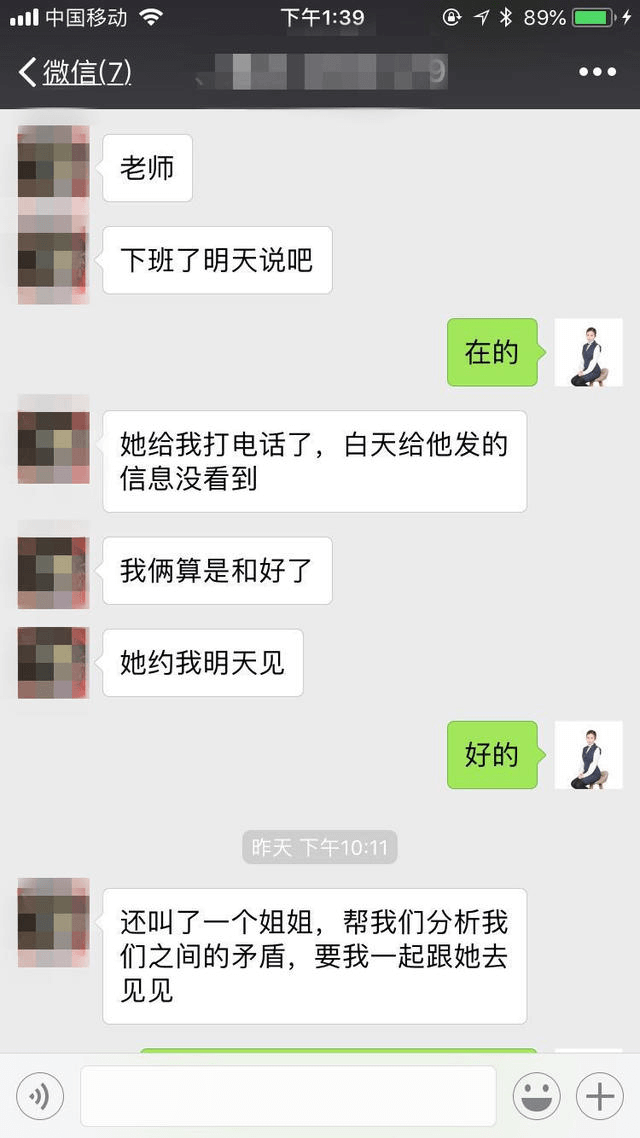 中国移动
下午1:39
89%
微信(7)
9
老师
下班了明天说吧
在的
她给我打电话了，白天给他发的
信息没看到
我俩算是和好了
她约我明天见
好的
昨天 下午10:11
还叫了一个姐姐，帮我们分析我
们之间的矛盾，要我一起跟她去
见见